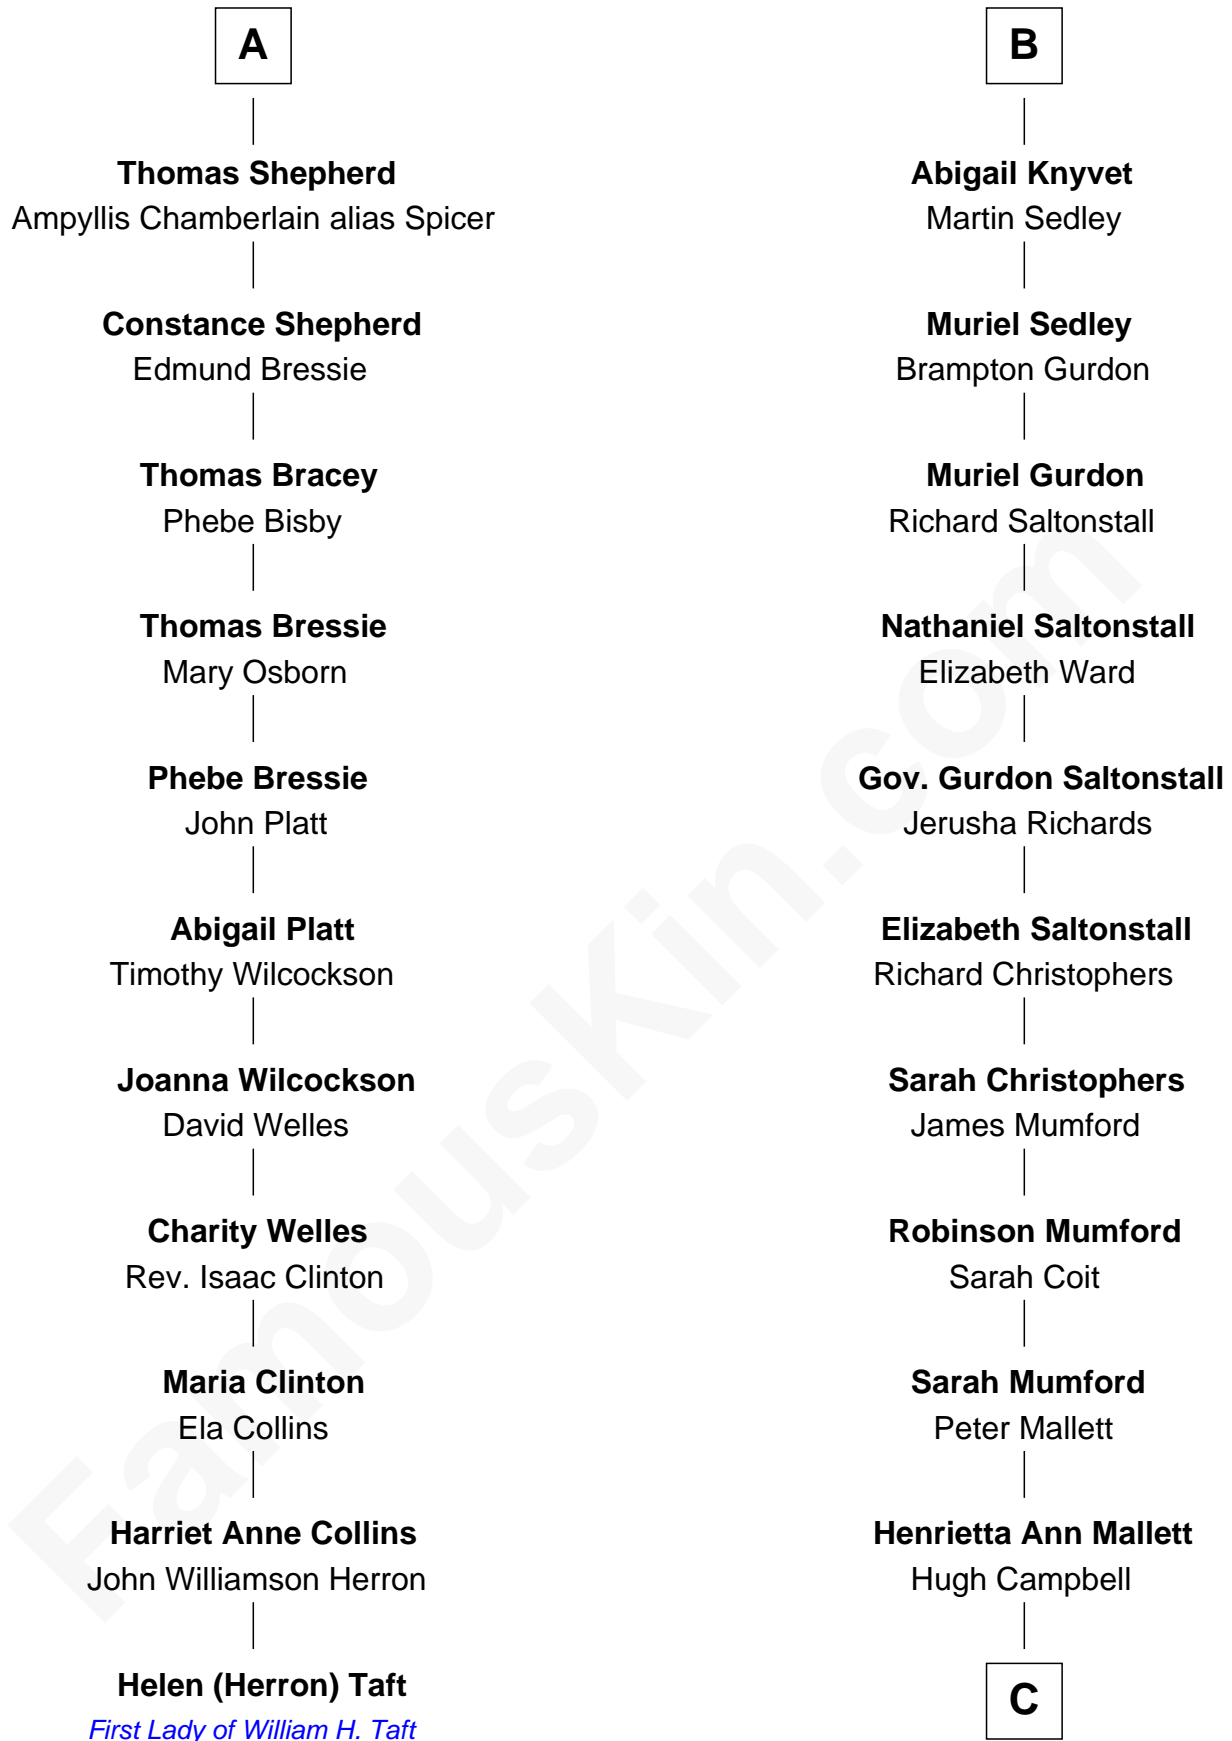 A
Thomas Shepherd
Ampyllis Chamberlain alias Spicer
Constance Shepherd
Edmund Bressie
Thomas Bracey
Phebe Bisby
Thomas Bressie
Mary Osborn
Phebe Bressie
John Platt
Abigail Platt
Timothy Wilcockson
Joanna Wilcockson
David Welles
Charity Welles
Rev. Isaac Clinton
Maria Clinton
Ela Collins
Harriet Anne Collins
John Williamson Herron
Helen (Herron) Taft
First Lady of William H. Taft
B
Abigail Knyvet
Martin Sedley
Muriel Sedley
Brampton Gurdon
Muriel Gurdon
Richard Saltonstall
Nathaniel Saltonstall
Elizabeth Ward
Gov. Gurdon Saltonstall
Jerusha Richards
Elizabeth Saltonstall
Richard Christophers
Sarah Christophers
James Mumford
Robinson Mumford
Sarah Coit
Sarah Mumford
Peter Mallett
Henrietta Ann Mallett
Hugh Campbell
C
FamousKin.com